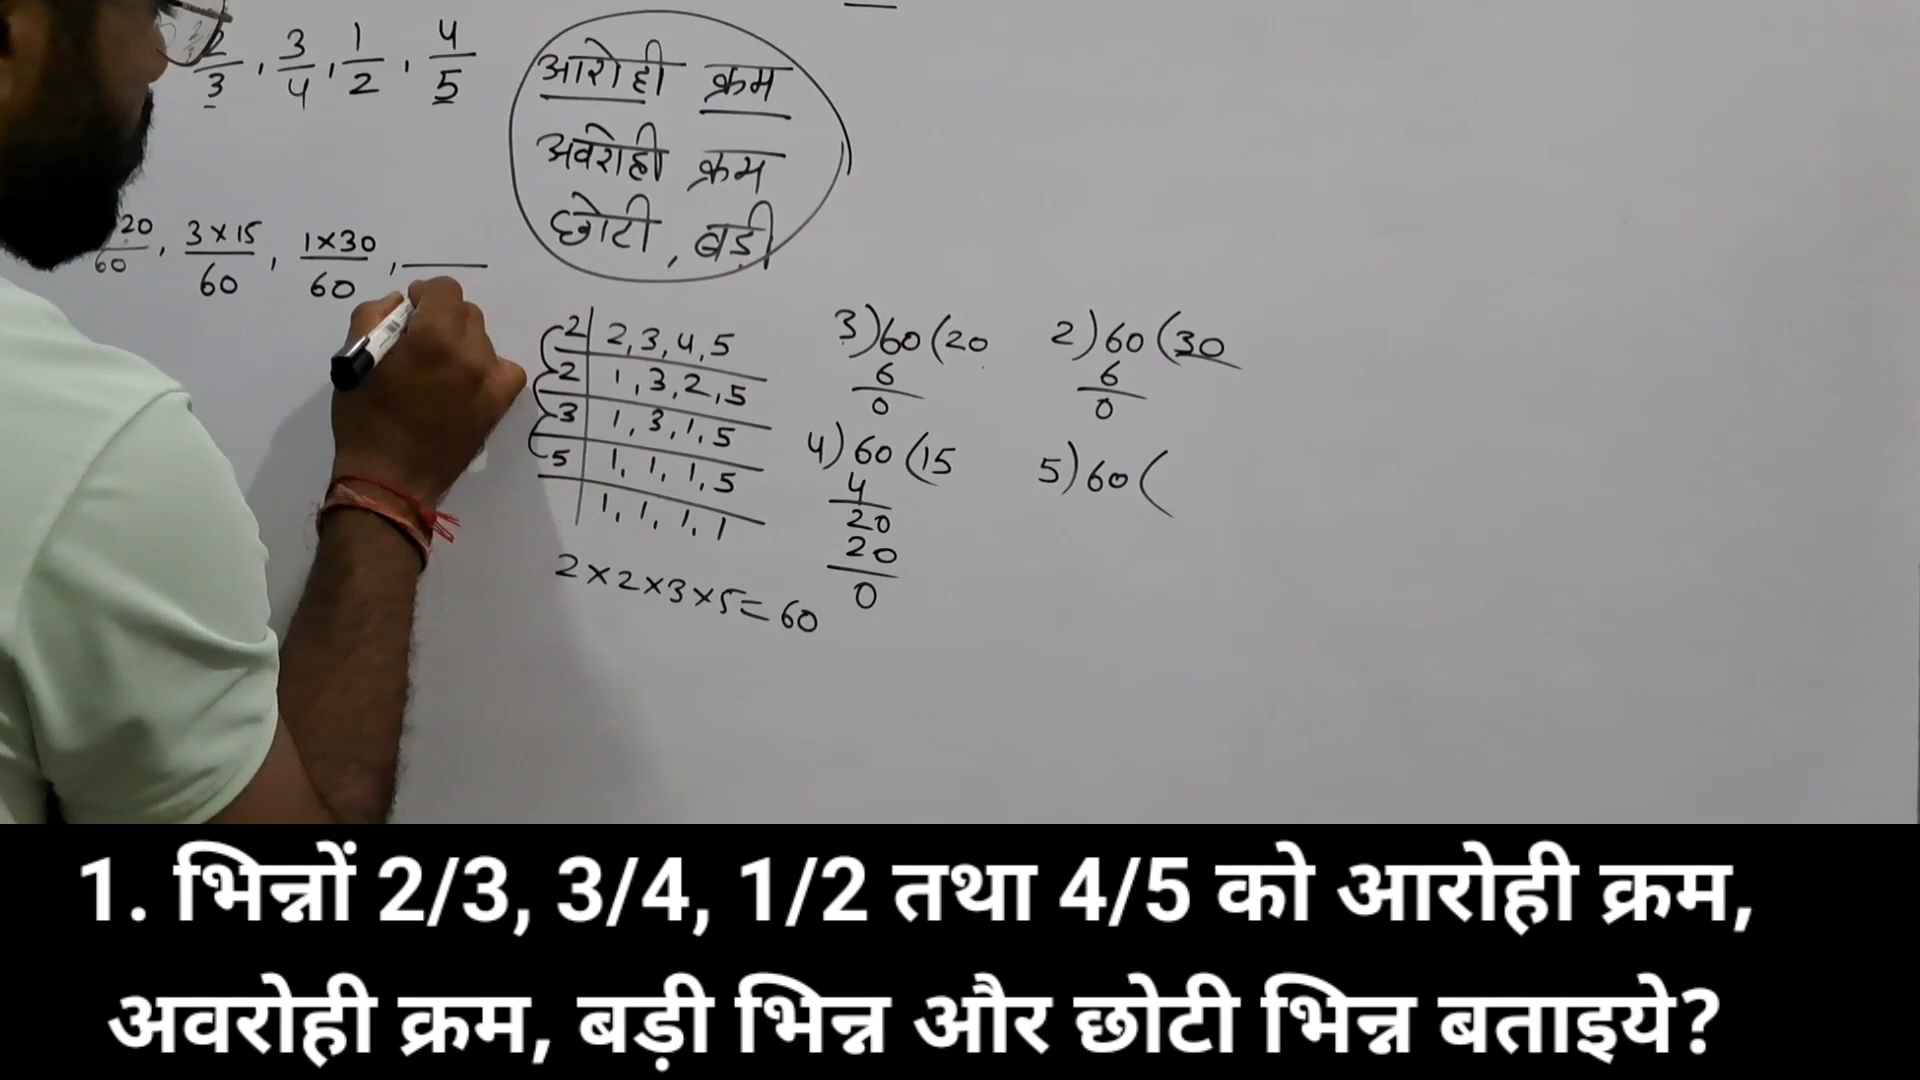 2/3, 3/4, 1/2, 4/5
आरोही क्रम
अवरोही क्रम
छोटी, बड़ी
20/60, 3×15/60, 1×30/60,
2 | 2, 3, 4, 5
2 | 1, 3, 2, 5
3 | 1, 3, 1, 5
5 | 1, 1, 1, 5
1, 1, 1, 1
2×2×3×5=60
3)60(20
6
0
4)60(15
4
20
20
0
2)60(30
6
0
5)60(
1. भिन्नों 2/3, 3/4, 1/2 तथा 4/5 को आरोही क्रम,
अवरोही क्रम, बड़ी भिन्न और छोटी भिन्न बताइये?